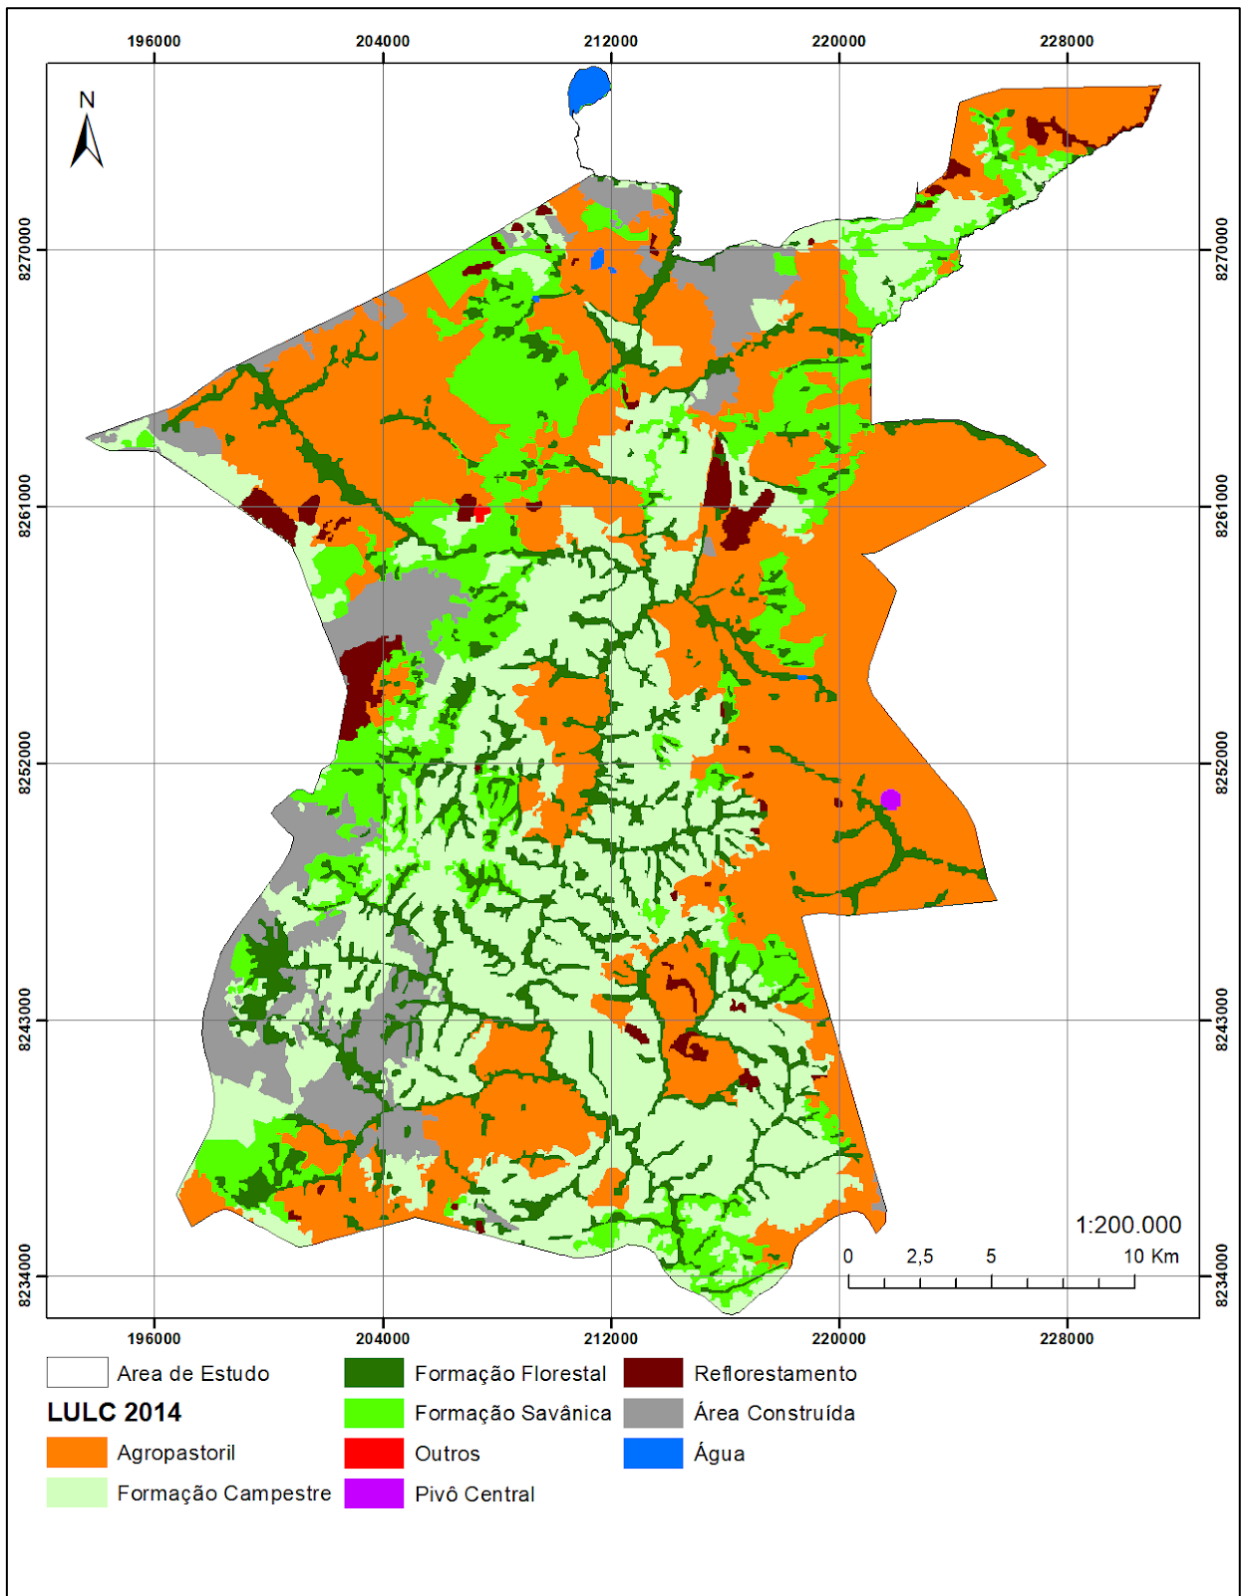 196000 204000 212000 220000 228000
N
8270000 8270000
8261000 8261000
8252000 8252000
8243000 8243000
8234000 8234000
1:200.000
0 2,5 5 10 Km
196000 204000 212000 220000 228000
Area de Estudo
LULC 2014
Agropastoril
Formação Campestre
Formação Florestal
Formação Savânica
Outros
Pivô Central
Reflorestamento
Área Construída
Água